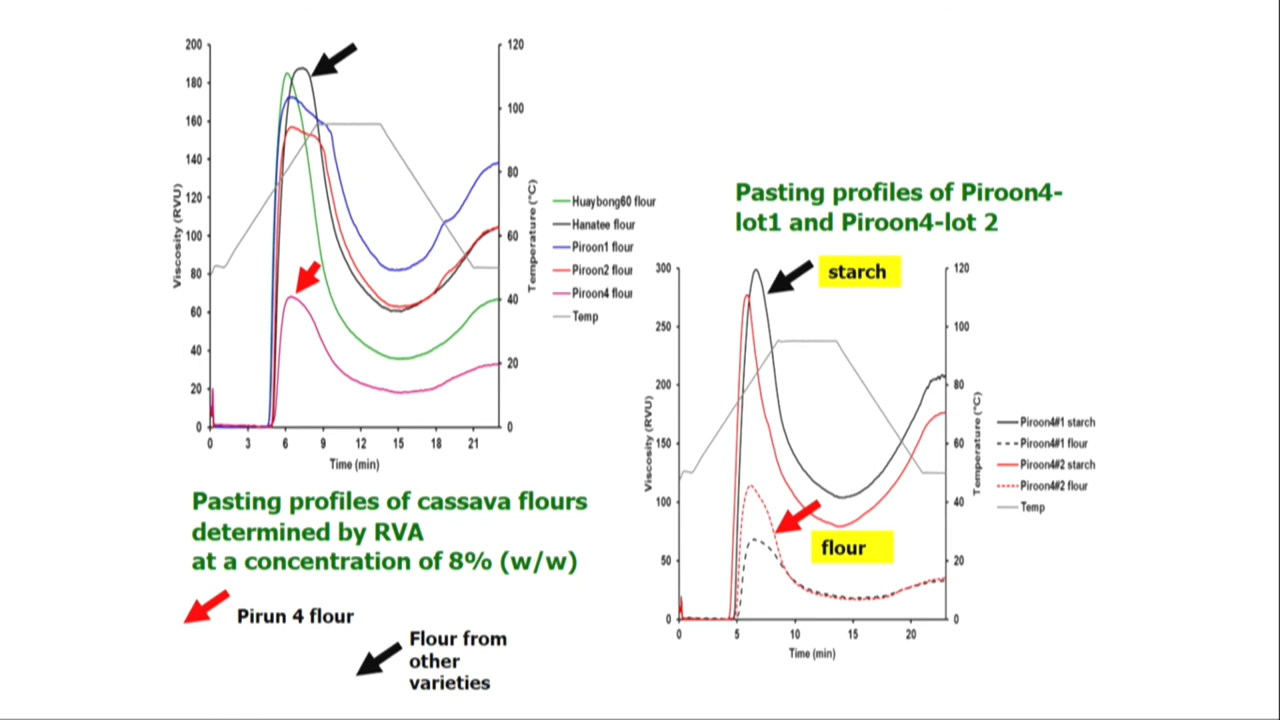 200
180
160
140
120
100
80
60
40
20
0
Viscosity (RVU)
0
3
6
9
12
15
18
21
Time (min)
120
100
80
60
40
20
0
Temperature (°C)
Huaybong60 flour
Hanatee flour
Piroon1 flour
Piroon2 flour
Piroon4 flour
Temp
Pasting profiles of cassava flours
determined by RVA
at a concentration of 8% (w/w)
Pirun 4 flour
Flour from
other
varieties
Pasting profiles of Piroon4-
lot1 and Piroon4-lot 2
starch
flour
300
250
200
150
100
50
0
Viscosity (RVU)
0
5
10
15
20
Time (min)
120
100
80
60
40
20
0
Temperature (°C)
Piroon4#1 starch
Piroon4#1 flour
Piroon4#2 starch
Piroon4#2 flour
Temp